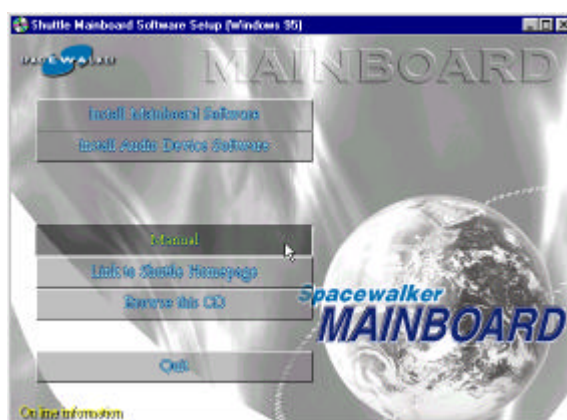 Shuttle Mainboard Software Setup (Windows 95)
SPACEWALKER
MAINBOARD
Install Mainboard Software
Install Audio Device Software
Manual
Link to Shuttle Homepage
Browse this CD
Spacewalker
MAINBOARD
Quit
On line information